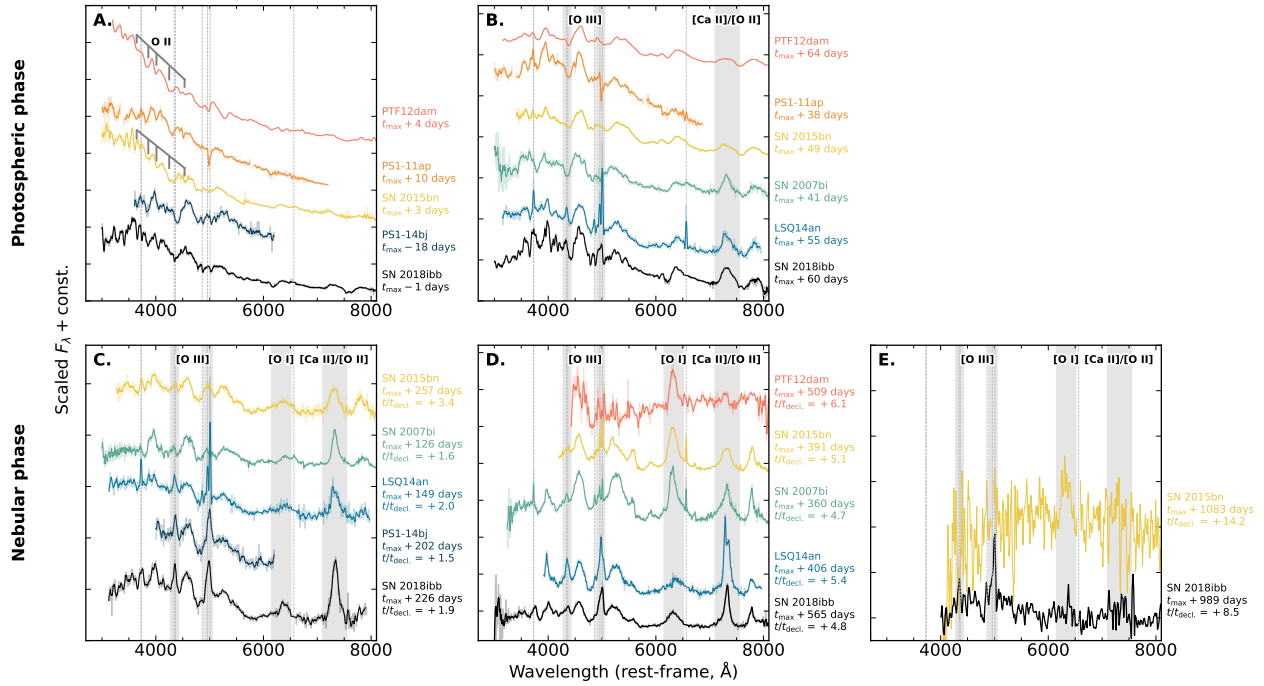 Photospheric phase
Nebular phase
Scaled F_λ + const.
A.
O II
PTF12dam
t_max + 4 days
PS1-11ap
t_max + 10 days
SN 2015bn
t_max + 3 days
PS1-14bj
t_max − 18 days
SN 2018ibb
t_max − 1 days
4000 6000 8000
B.
[O III]
[Ca II]/[O II]
PTF12dam
t_max + 64 days
PS1-11ap
t_max + 38 days
SN 2015bn
t_max + 49 days
SN 2007bi
t_max + 41 days
LSQ14an
t_max + 55 days
SN 2018ibb
t_max + 60 days
4000 6000 8000
C.
[O III]
[O I]
[Ca II]/[O II]
SN 2015bn
t_max + 257 days
t/t_decl. = + 3.4
SN 2007bi
t_max + 126 days
t/t_decl. = + 1.6
LSQ14an
t_max + 149 days
t/t_decl. = + 2.0
PS1-14bj
t_max + 202 days
t/t_decl. = + 1.5
SN 2018ibb
t_max + 226 days
t/t_decl. = + 1.9
4000 6000 8000
D.
[O III]
[O I]
[Ca II]/[O II]
PTF12dam
t_max + 509 days
t/t_decl. = + 6.1
SN 2015bn
t_max + 391 days
t/t_decl. = + 5.1
SN 2007bi
t_max + 360 days
t/t_decl. = + 4.7
LSQ14an
t_max + 406 days
t/t_decl. = + 5.4
SN 2018ibb
t_max + 565 days
t/t_decl. = + 4.8
4000 6000 8000
E.
[O III]
[O I]
[Ca II]/[O II]
SN 2015bn
t_max + 1083 days
t/t_decl. = + 14.2
SN 2018ibb
t_max + 989 days
t/t_decl. = + 8.5
4000 6000 8000
Wavelength (rest-frame, Å)